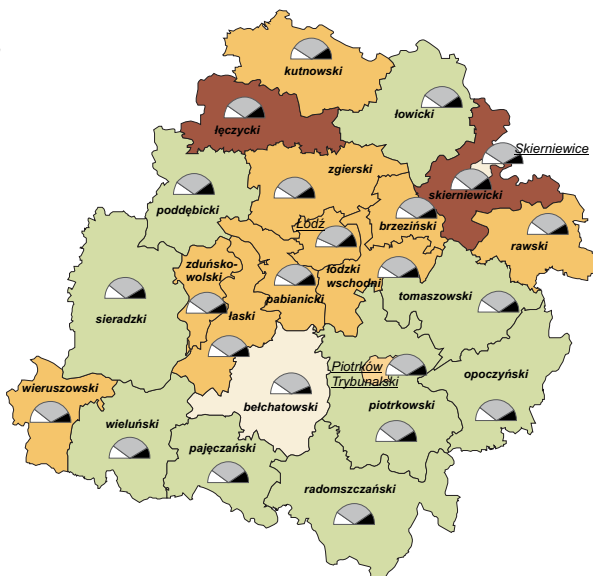 kutnowski
łowicki
łęczycki
Skierniewice
zgierski
skierniewicki
poddębicki
brzeziński
Łódź
rawski
zduńsko-
wolski
łódzki
wschodni
pabianicki
tomaszowski
sieradzki
łaski
Piotrków
Trybunalski
opoczyński
wieruszowski
bełchatowski
piotrkowski
wieluński
pajęczański
radomszczański